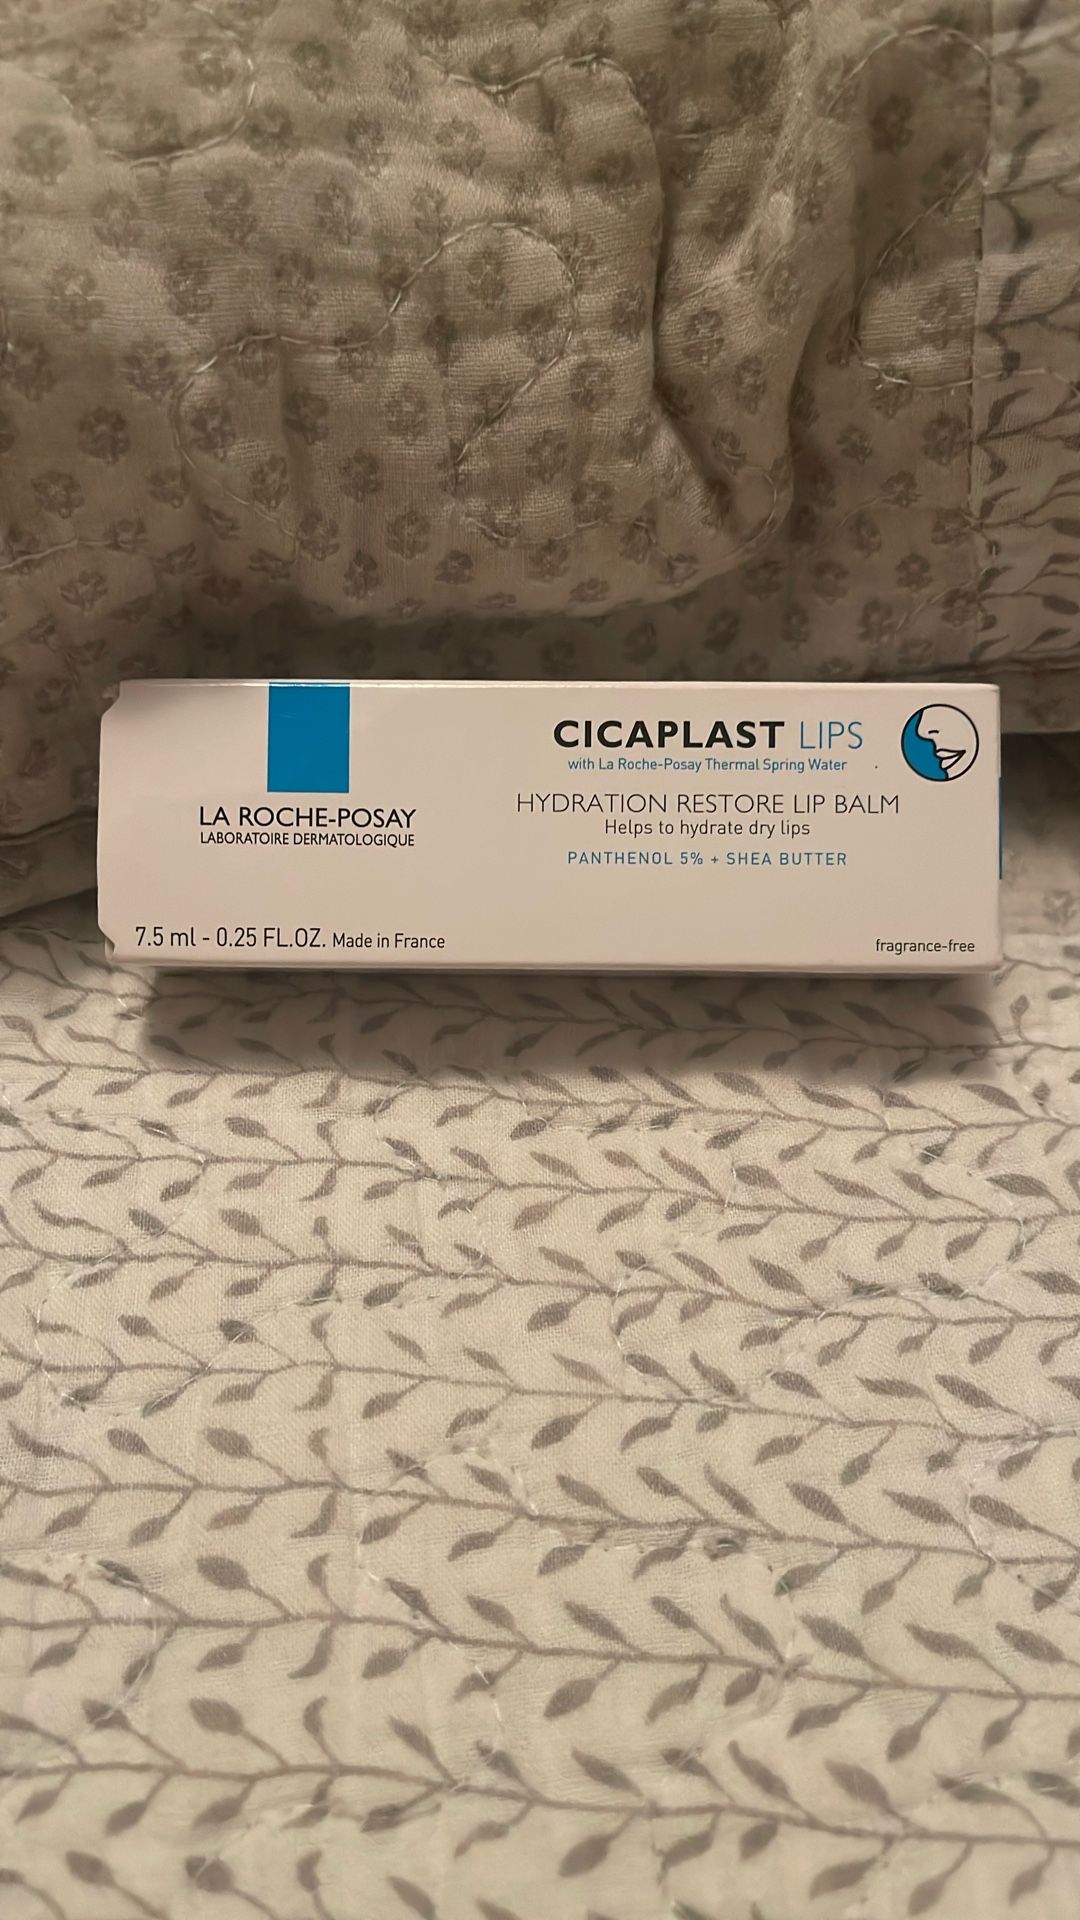 LA ROCHE-POSAY
LABORATOIRE DERMATOLOGIQUE
7.5 ml - 0.25 FL.OZ. Made in France
CICAPLAST LIPS
with La Roche-Posay Thermal Spring Water
HYDRATION RESTORE LIP BALM
Helps to hydrate dry lips
PANTHENOL 5% + SHEA BUTTER
fragrance-free